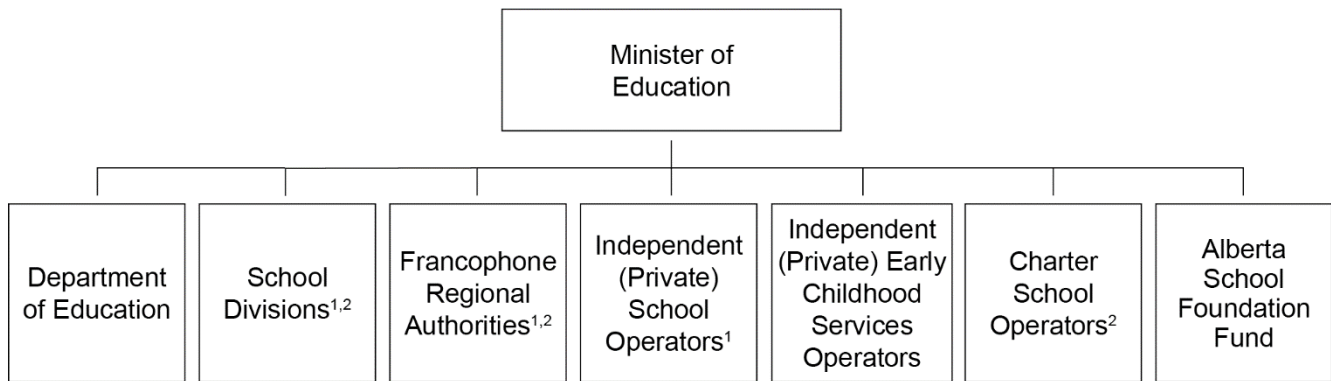 Minister of
Education
Department
of Education
School
Divisions¹,²
Francophone
Regional
Authorities¹,²
Independent
(Private)
School
Operators¹
Independent
(Private) Early
Childhood
Services
Operators
Charter
School
Operators²
Alberta
School
Foundation
Fund